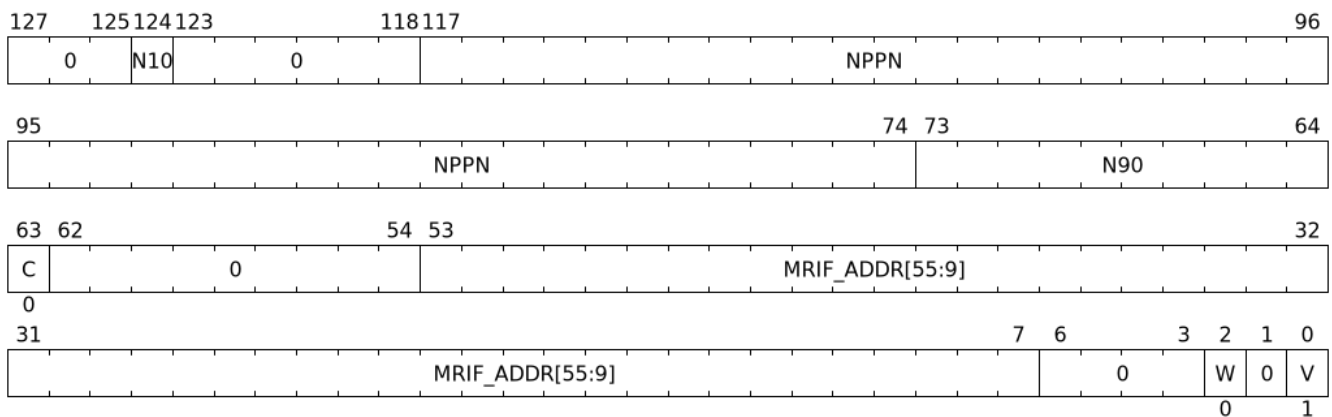 127 125 124 123 118 117 96
0 N10 0 NPPN
95 74 73 64
NPPN N90
63 62 54 53 32
C 0 MRIF_ADDR[55:9]
0
31 7 6 3 2 1 0
MRIF_ADDR[55:9] 0 W 0 V
0 1